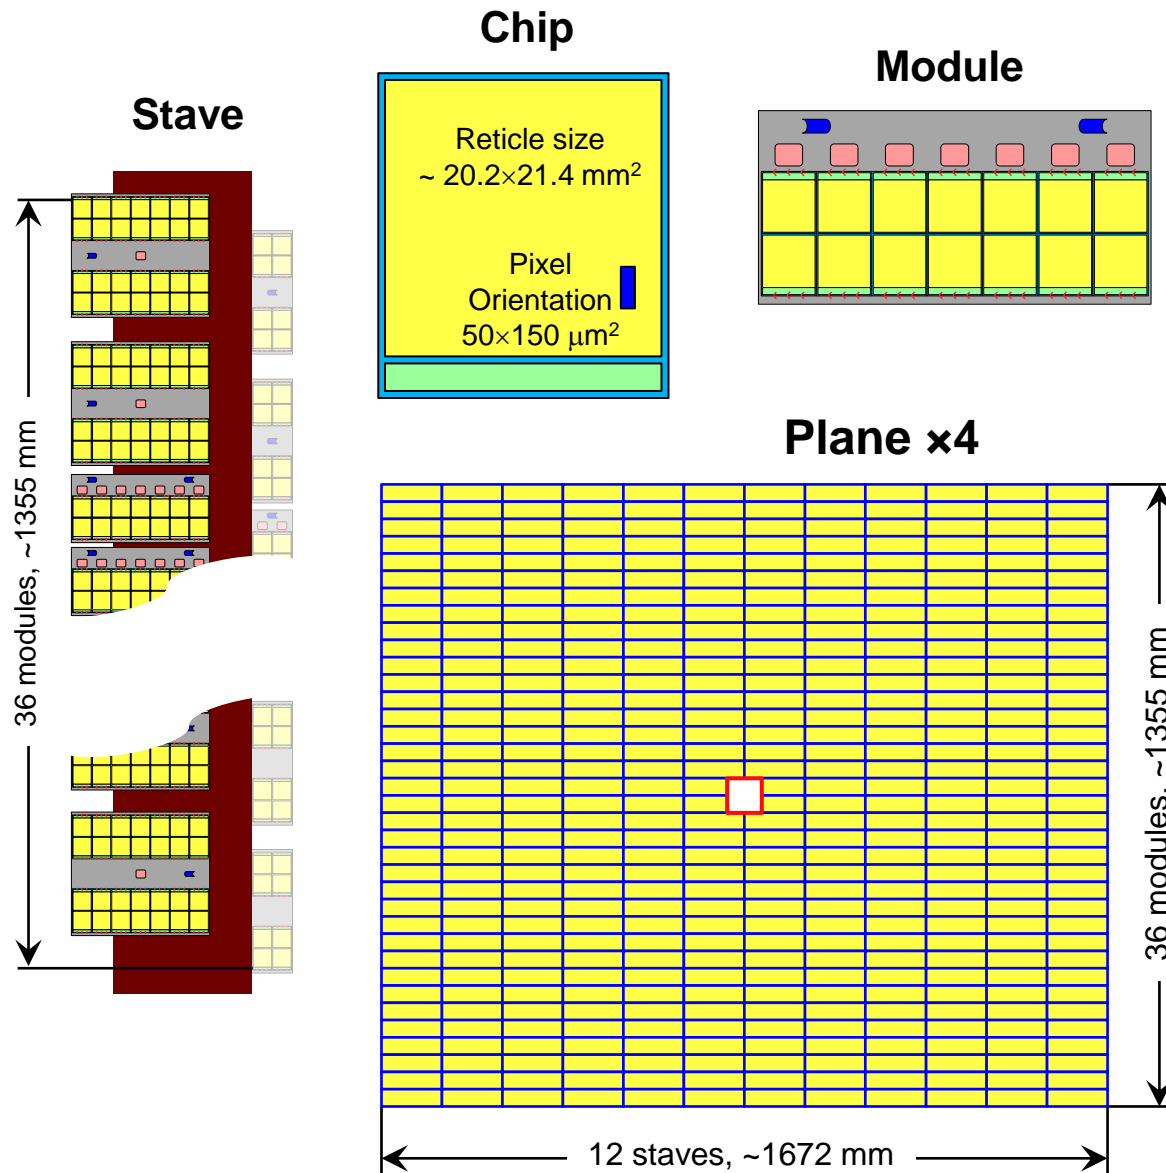 Chip
Module
Stave
Reticle size
~ 20.2×21.4 mm²
Pixel
Orientation
50×150 μm²
Plane ×4
36 modules, ~1355 mm
36 modules, ~1355 mm
12 staves, ~1672 mm